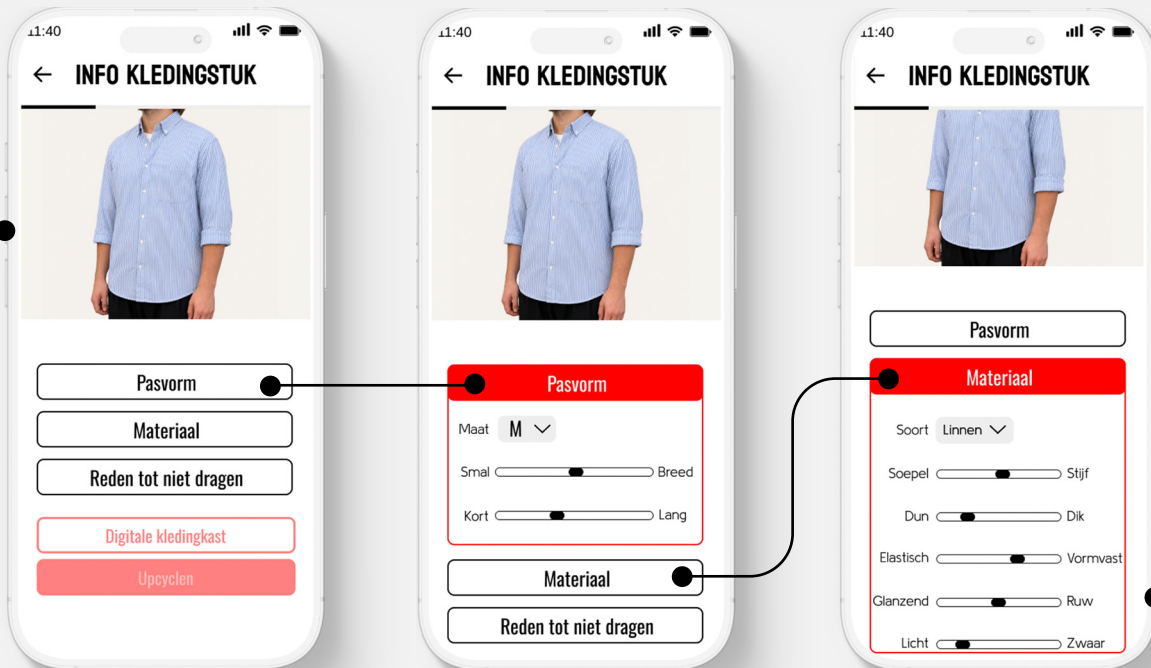 11:40
INFO KLEDINGSTUK
Pasvorm
Materiaal
Reden tot niet dragen
Digitale kledingkast
Upcyclen
11:40
INFO KLEDINGSTUK
Pasvorm
Maat M
Smal Breed
Kort Lang
Materiaal
Reden tot niet dragen
11:40
INFO KLEDINGSTUK
Pasvorm
Materiaal
Soort Linnen
Soepel Stijf
Dun Dik
Elastisch Vormvast
Glanzend Ruw
Licht Zwaar